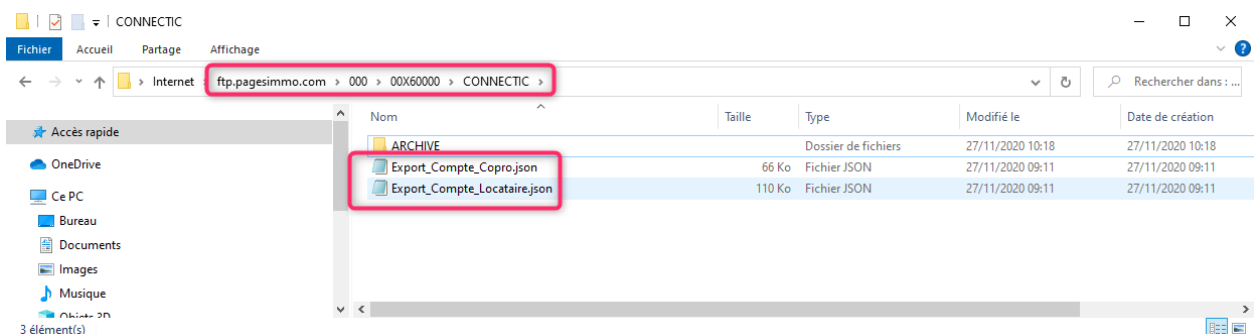 CONNECTIC
Fichier Accueil Partage Affichage
Internet ftp.pagesimmo.com 000 00X60000 CONNECTIC Rechercher dans : ...
Nom Taille Type Modifié le Date de création
Accès rapide
OneDrive
Ce PC
Bureau
Documents
Images
Musique
Objets 3D
ARCHIVE Dossier de fichiers 27/11/2020 10:18 27/11/2020 10:18
Export_Compte_Copro.json 66 Ko Fichier JSON 27/11/2020 09:11 27/11/2020 09:11
Export_Compte_Locataire.json 110 Ko Fichier JSON 27/11/2020 09:11 27/11/2020 09:11
3 élément(s)